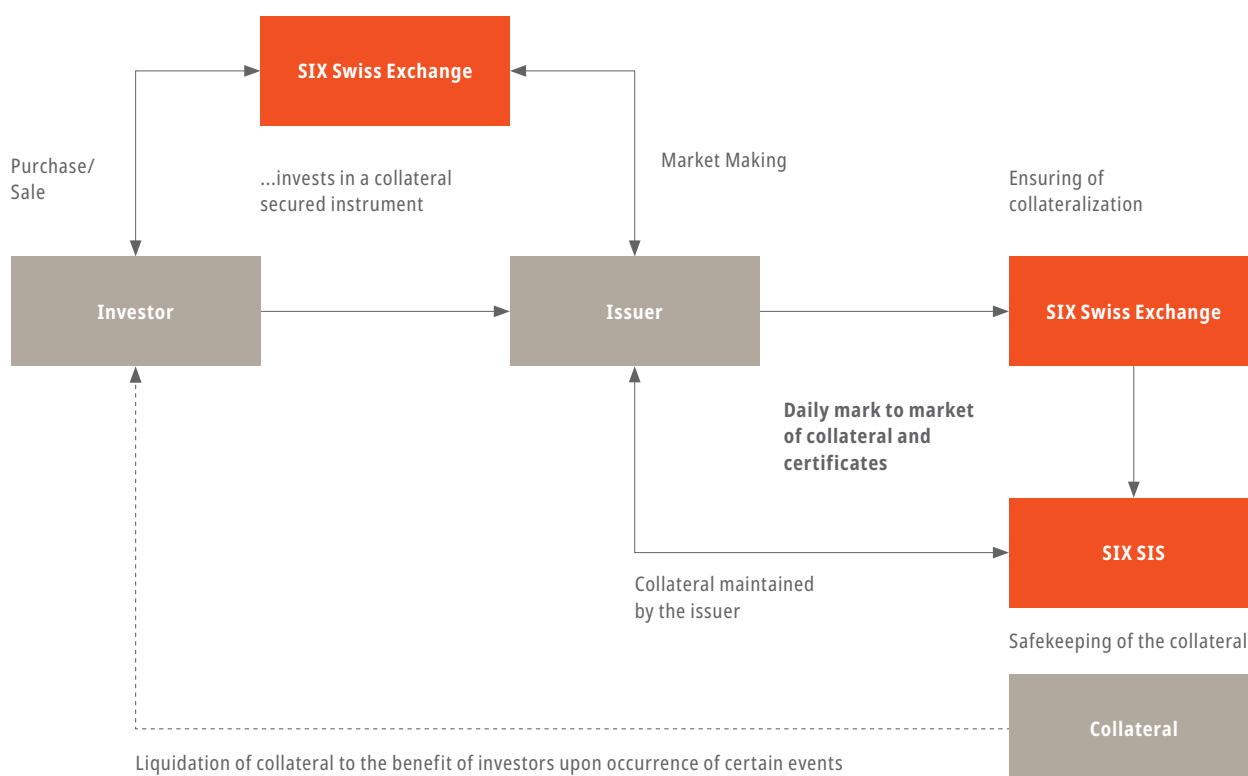 SIX Swiss Exchange
Purchase/
Sale
...invests in a collateral
secured instrument
Market Making
Ensuring of
collateralization
Investor
Issuer
SIX Swiss Exchange
Daily mark to market
of collateral and
certificates
SIX SIS
Collateral maintained
by the issuer
Safekeeping of the collateral
Collateral
Liquidation of collateral to the benefit of investors upon occurrence of certain events